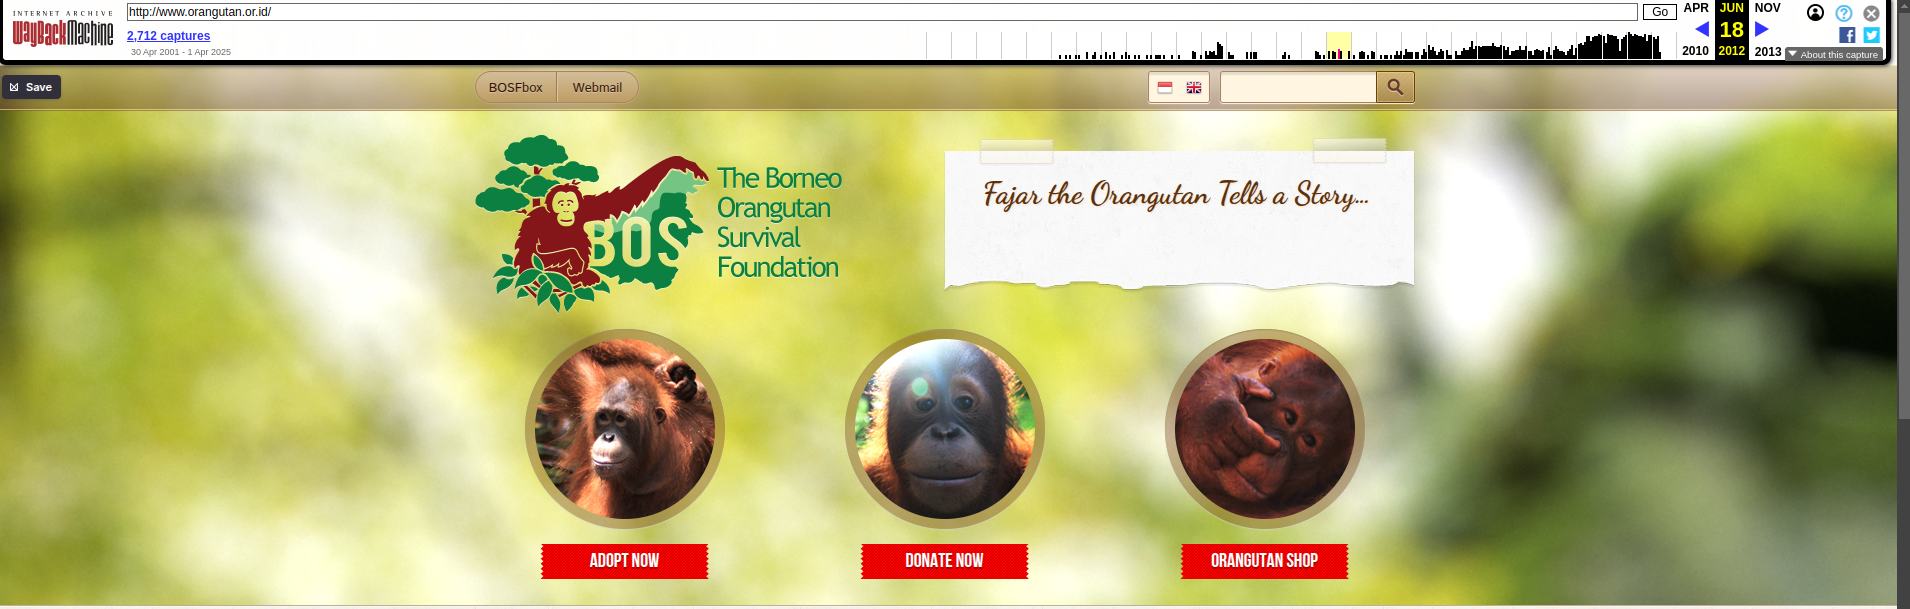 INTERNET ARCHIVE
WayBackMachine
http://www.orangutan.or.id/
Go
APR
JUN
NOV
2,712 captures
18
30 Apr 2001 - 1 Apr 2025
2010
2012
2013
About this capture
Save
BOSFbox
Webmail
BOS
The Borneo
Orangutan
Survival
Foundation
Fajar the Orangutan Tells a Story...
ADOPT NOW
DONATE NOW
ORANGUTAN SHOP